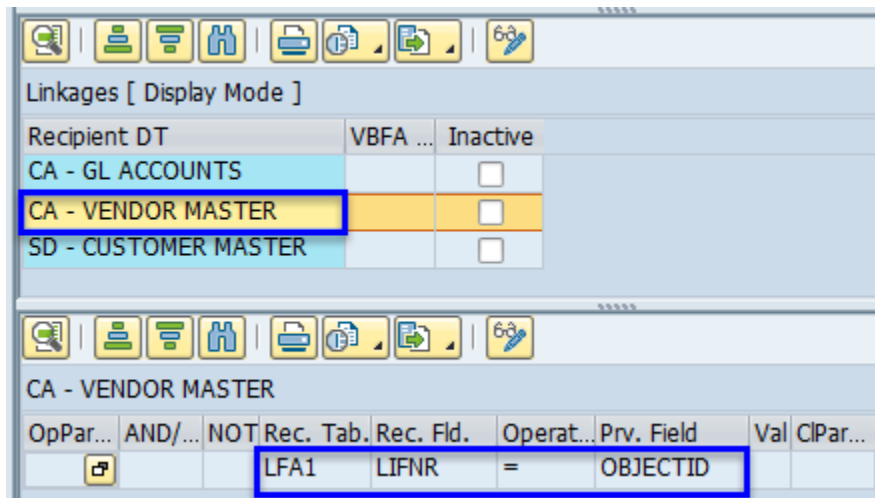 Linkages [ Display Mode ]
Recipient DT VBFA ... Inactive
CA - GL ACCOUNTS
CA - VENDOR MASTER
SD - CUSTOMER MASTER
CA - VENDOR MASTER
OpPar... AND/... NOT Rec. Tab. Rec. Fld. Operat... Prv. Field Val ClPar...
LFA1 LIFNR = OBJECTID